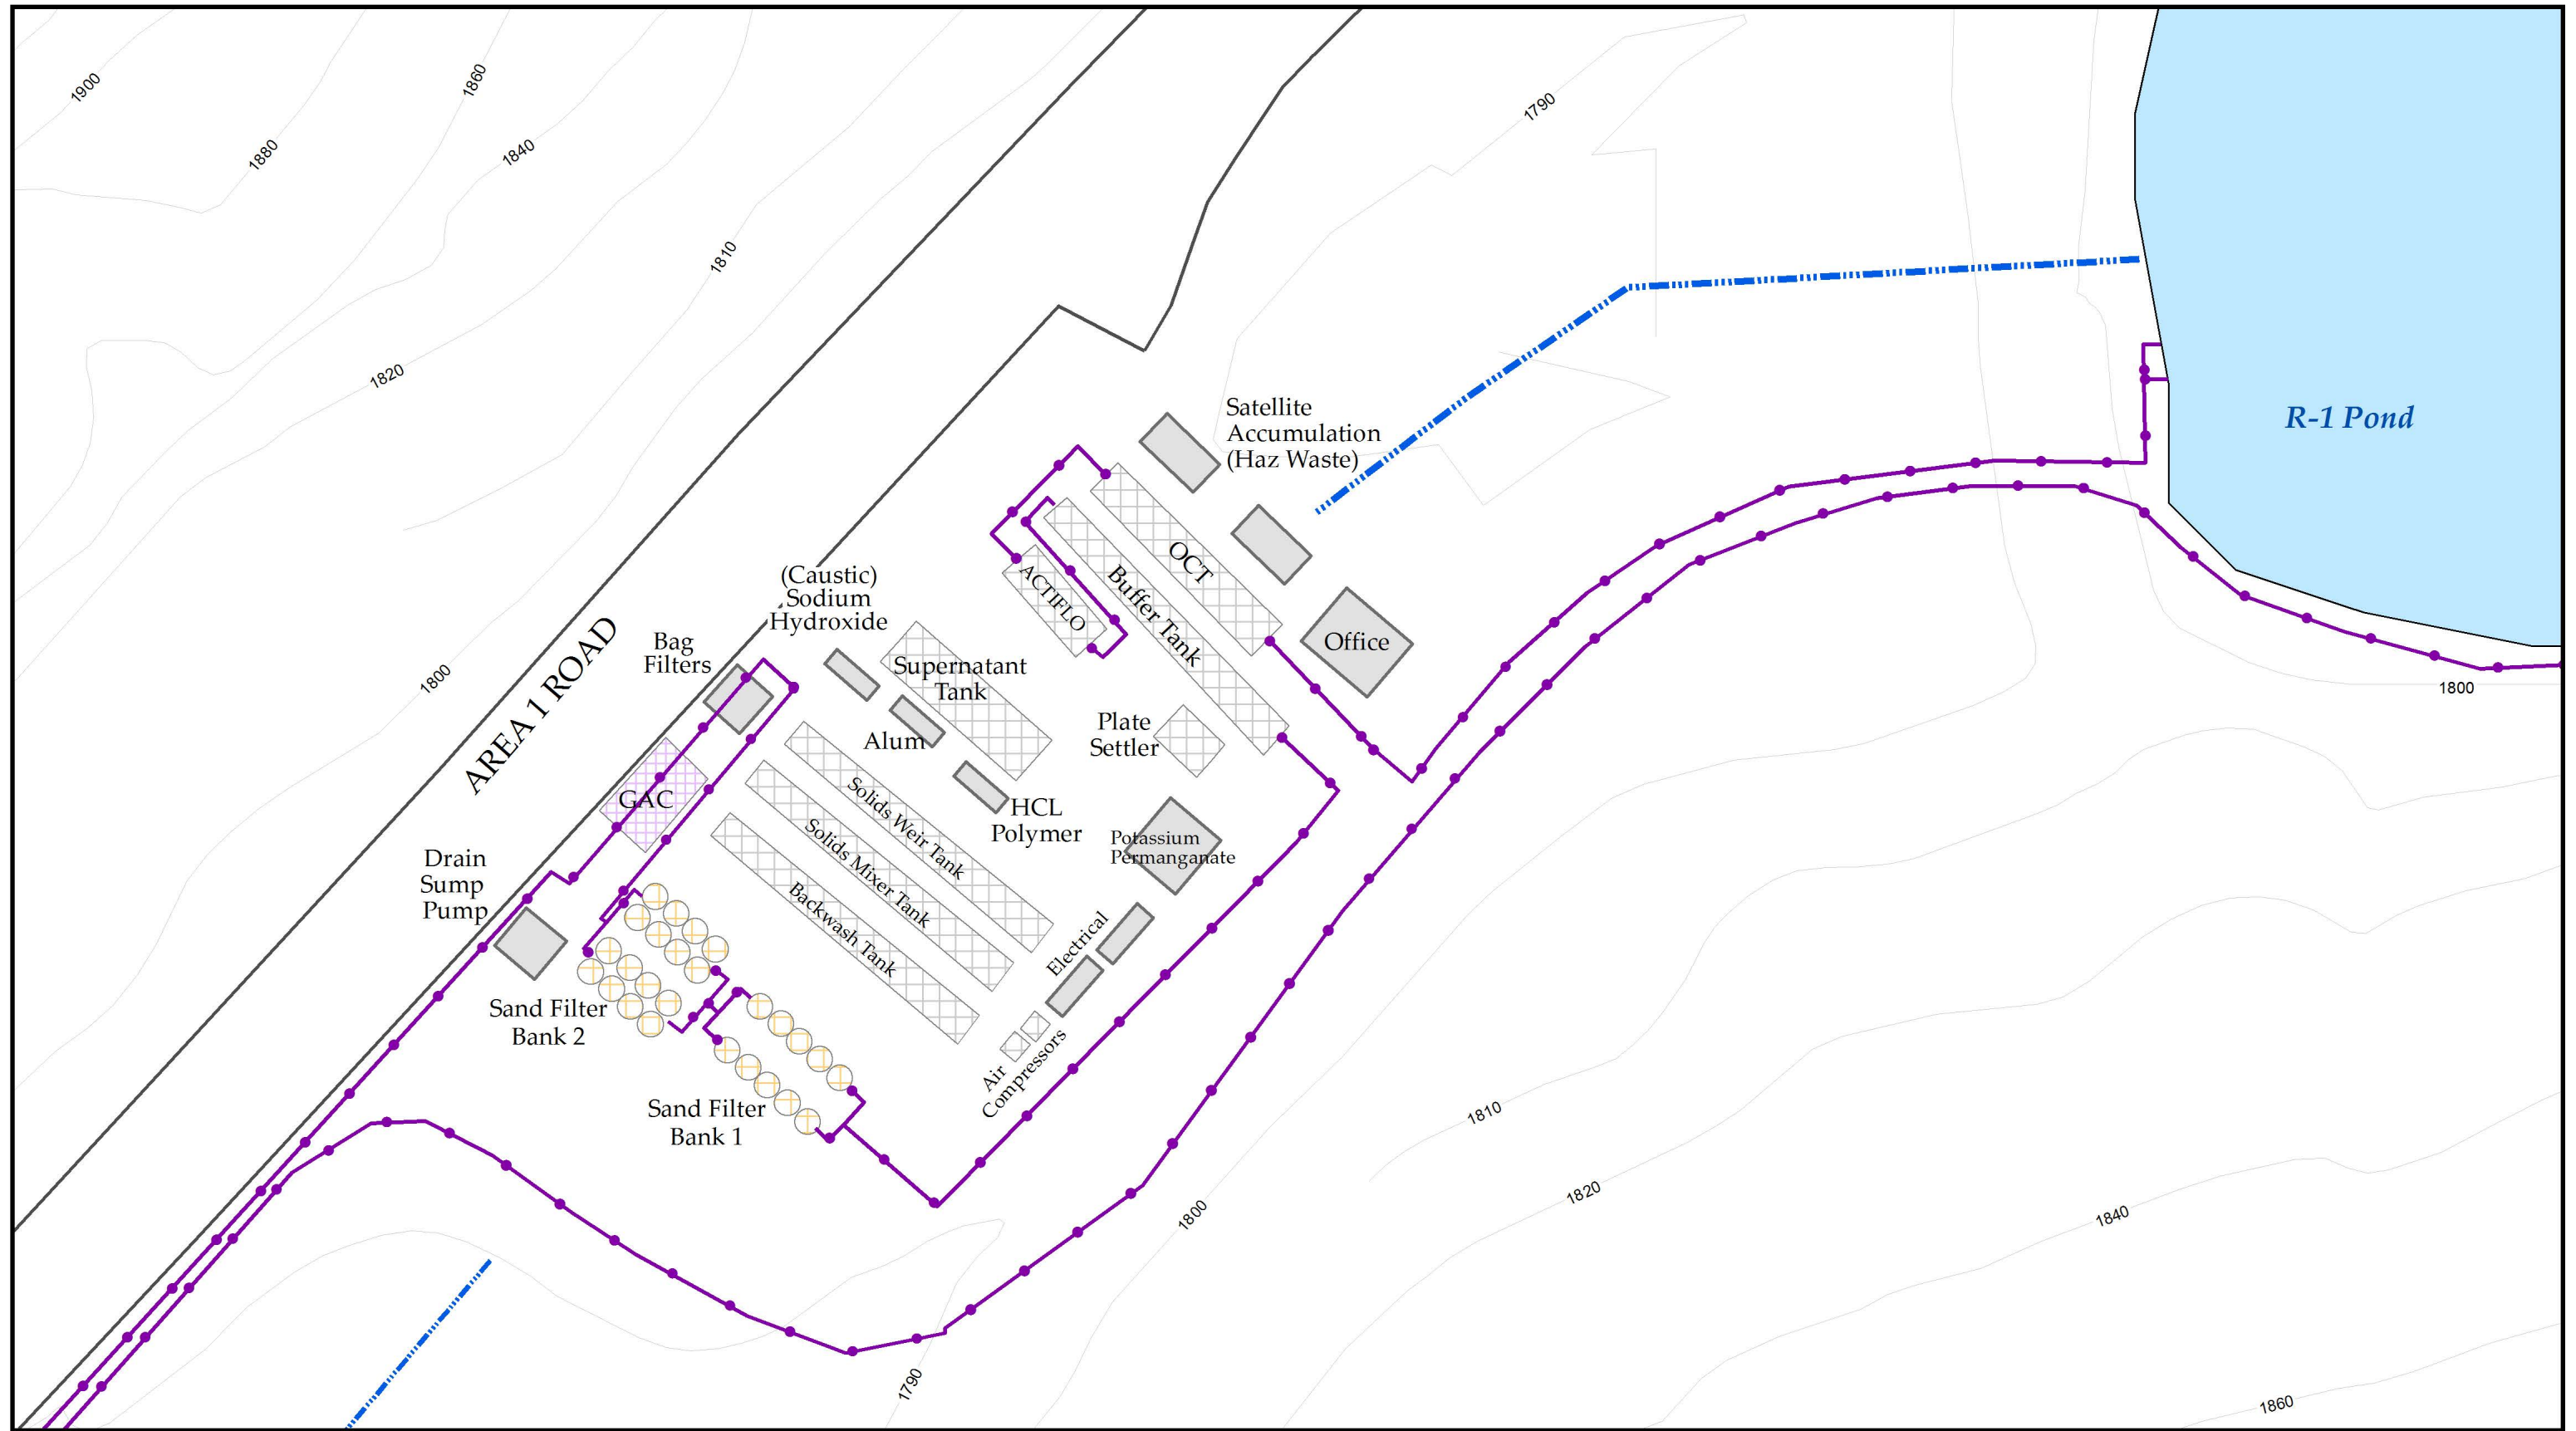 1900
1860
1880
1840
1790
1810
1820
R-1 Pond
Satellite
Accumulation
(Haz Waste)
OCT
Buffer Tank
ACTIFLO
Office
(Caustic)
Sodium
Hydroxide
Bag
Filters
Supernatant
Tank
1800
AREA 1 ROAD
Alum
Plate
Settler
1800
GAC
HCL
Polymer
Solids Weir Tank
Solids Mixer Tank
Backwash Tank
Potassium
Permanganate
Drain
Sump
Pump
Electrical
Sand Filter
Bank 2
Air
Compressors
Sand Filter
Bank 1
1810
1820
1800
1840
1790
1860